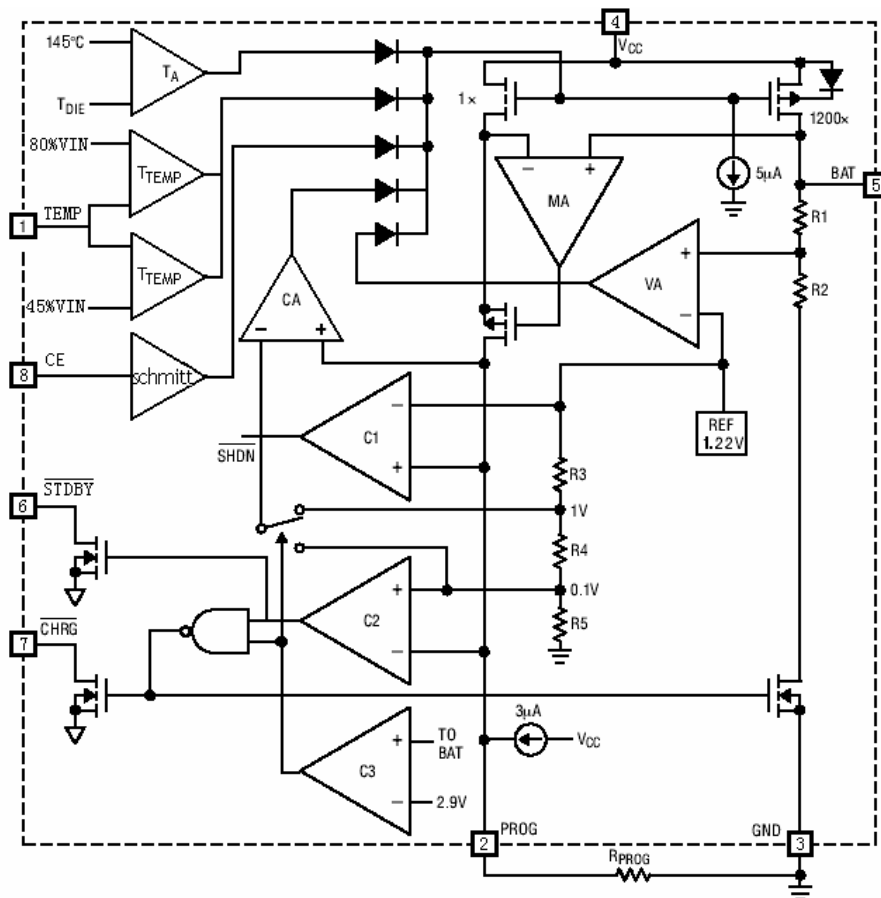 4
VCC
145°C
TA
TDIE
1×
1200×
80%VIN
TTEMP
5μA
BAT
5
MA
1
TEMP
R1
TTEMP
VA
+
−
R2
45%VIN
CA
−
+
8
CE
schmitt
REF
1.22V
C1
−
+
SHDN
R3
1V
6
STDBY
R4
0.1V
C2
+
−
R5
7
CHRG
3μA
VCC
C3
+
−
TO
BAT
2.9V
2
PROG
GND
3
RPROG